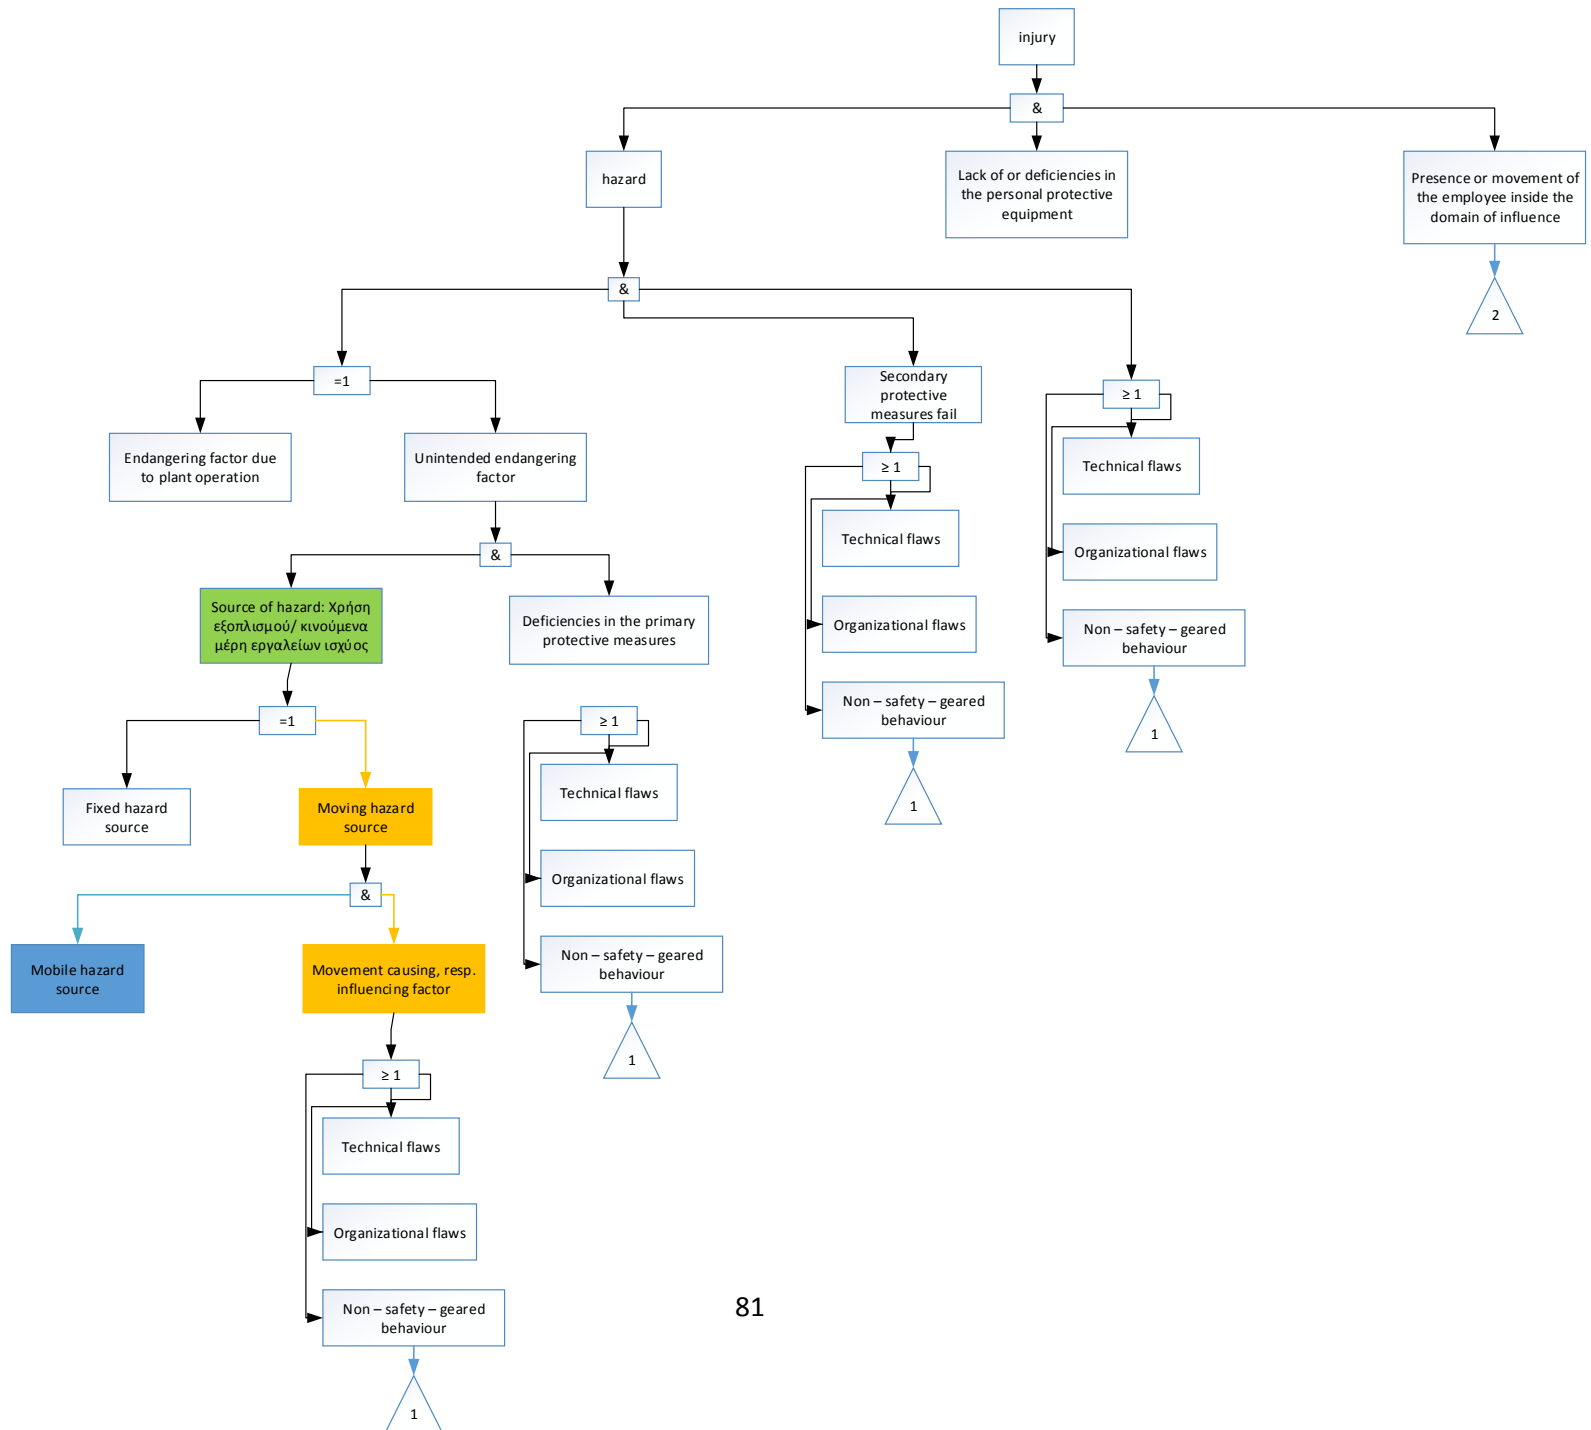 injury
&
hazard
Lack of or deficiencies in
the personal protective
equipment
Presence or movement of
the employee inside the
domain of influence
&
2
=1
Secondary
protective
measures fail
≥ 1
Endangering factor due
to plant operation
Unintended endangering
factor
≥ 1
Technical flaws
Technical flaws
Organizational flaws
&
Source of hazard: Χρήση
εξοπλισμού/ κινούμενα
μέρη εργαλείων ισχύος
Deficiencies in the primary
protective measures
Organizational flaws
Non – safety – geared
behaviour
=1
≥ 1
Non – safety – geared
behaviour
1
Fixed hazard
source
Moving hazard
source
Technical flaws
1
&
Organizational flaws
Mobile hazard
source
Movement causing, resp.
influencing factor
Non – safety – geared
behaviour
1
≥ 1
Technical flaws
Organizational flaws
Non – safety – geared
behaviour
81
1